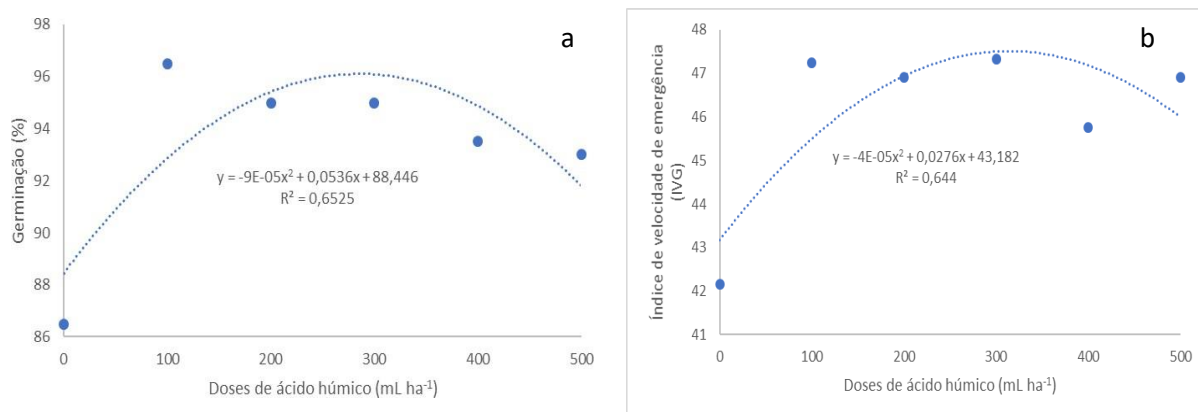 a
98
96
94
92
90
88
86
Germinação (%)
y = -9E-05x² + 0,0536x + 88,446
R² = 0,6525
0 100 200 300 400 500
Doses de ácido húmico (mL ha⁻¹)
b
48
47
46
45
44
43
42
41
Índice de velocidade de emergência
(IVG)
y = -4E-05x² + 0,0276x + 43,182
R² = 0,644
0 100 200 300 400 500
Doses de ácido húmico (mL ha⁻¹)